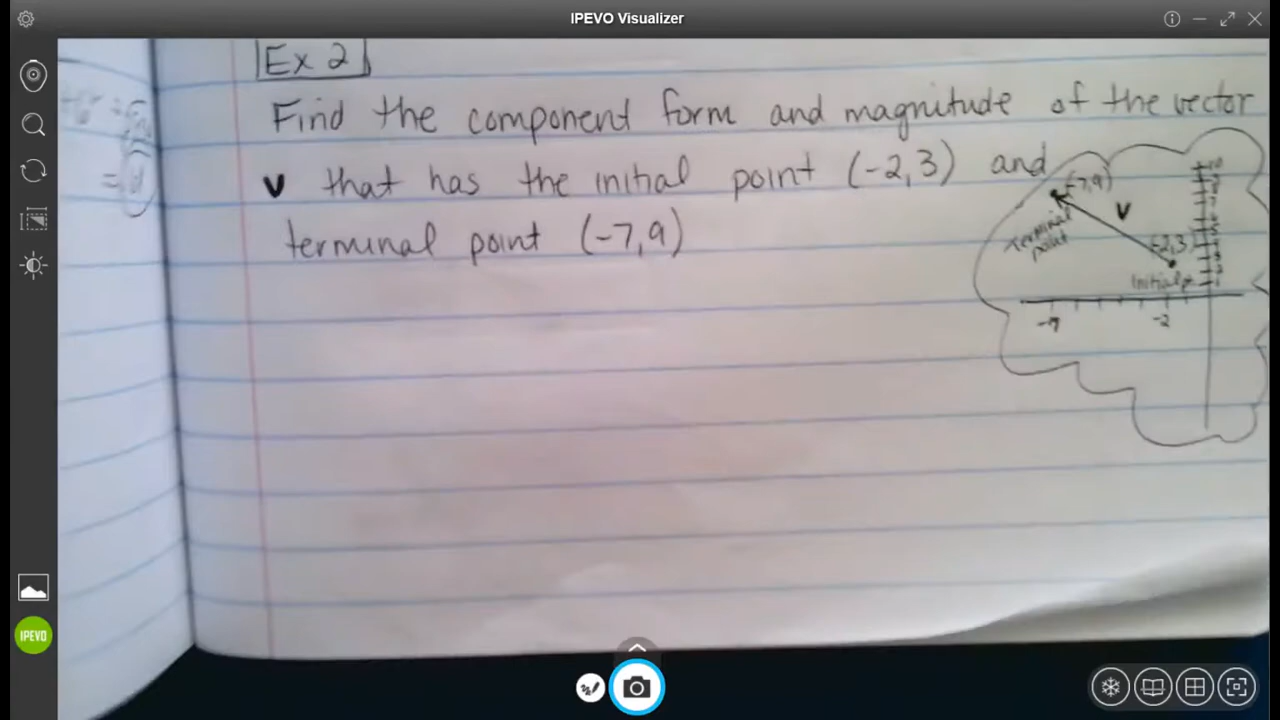 IPEVO Visualizer
Ex 2
Find the component form and magnitude of the vector
v that has the initial point (-2,3) and
terminal point (-7,9)
(-7,9)
v
Terminal
point
(-2,3)
Initial pt
-2
IPEVO